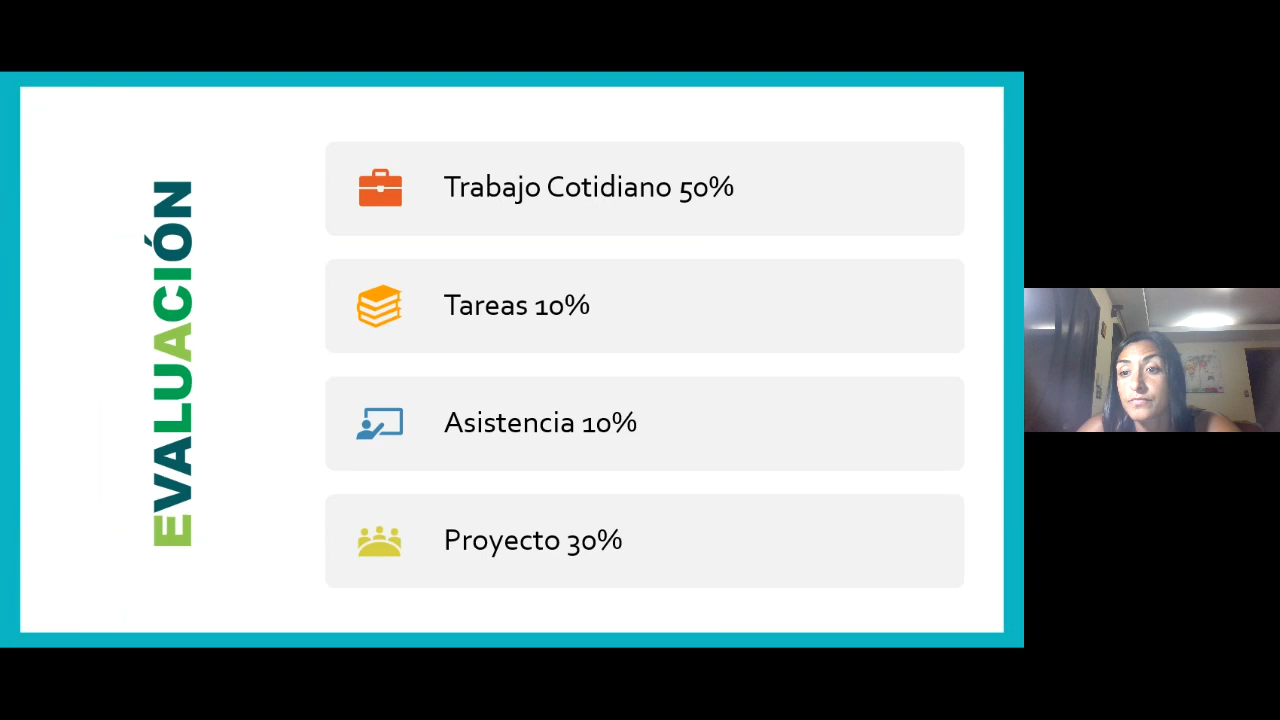 EVALUACIÓN
Trabajo Cotidiano 50%
Tareas 10%
Asistencia 10%
Proyecto 30%